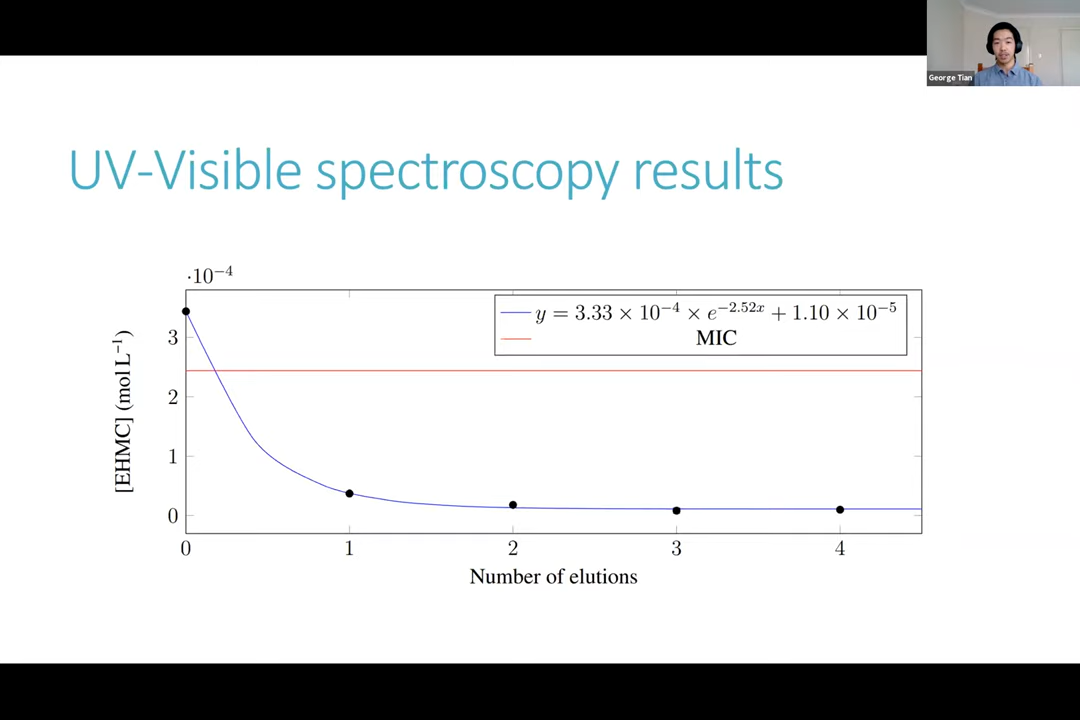 George Tian
UV-Visible spectroscopy results
·10⁻⁴
y = 3.33 × 10⁻⁴ × e⁻²·⁵²ˣ + 1.10 × 10⁻⁵
MIC
3
2
1
0
[EHMC] (mol L⁻¹)
0 1 2 3 4
Number of elutions